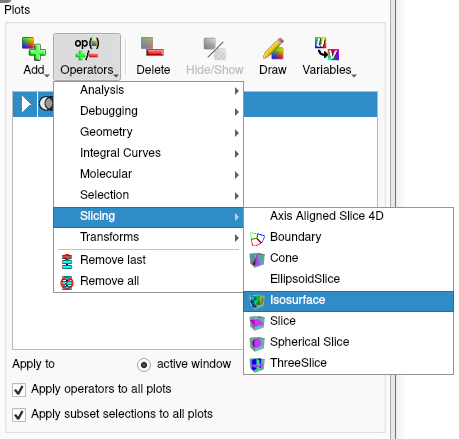 Plots
op(•)
+/−
Add Operators Delete Hide/Show Draw Variables
Analysis
Debugging
Geometry
Integral Curves
Molecular
Selection
Slicing
Transforms
Remove last
Remove all
Axis Aligned Slice 4D
Boundary
Cone
EllipsoidSlice
Isosurface
Slice
Spherical Slice
ThreeSlice
Apply to active window
Apply operators to all plots
Apply subset selections to all plots